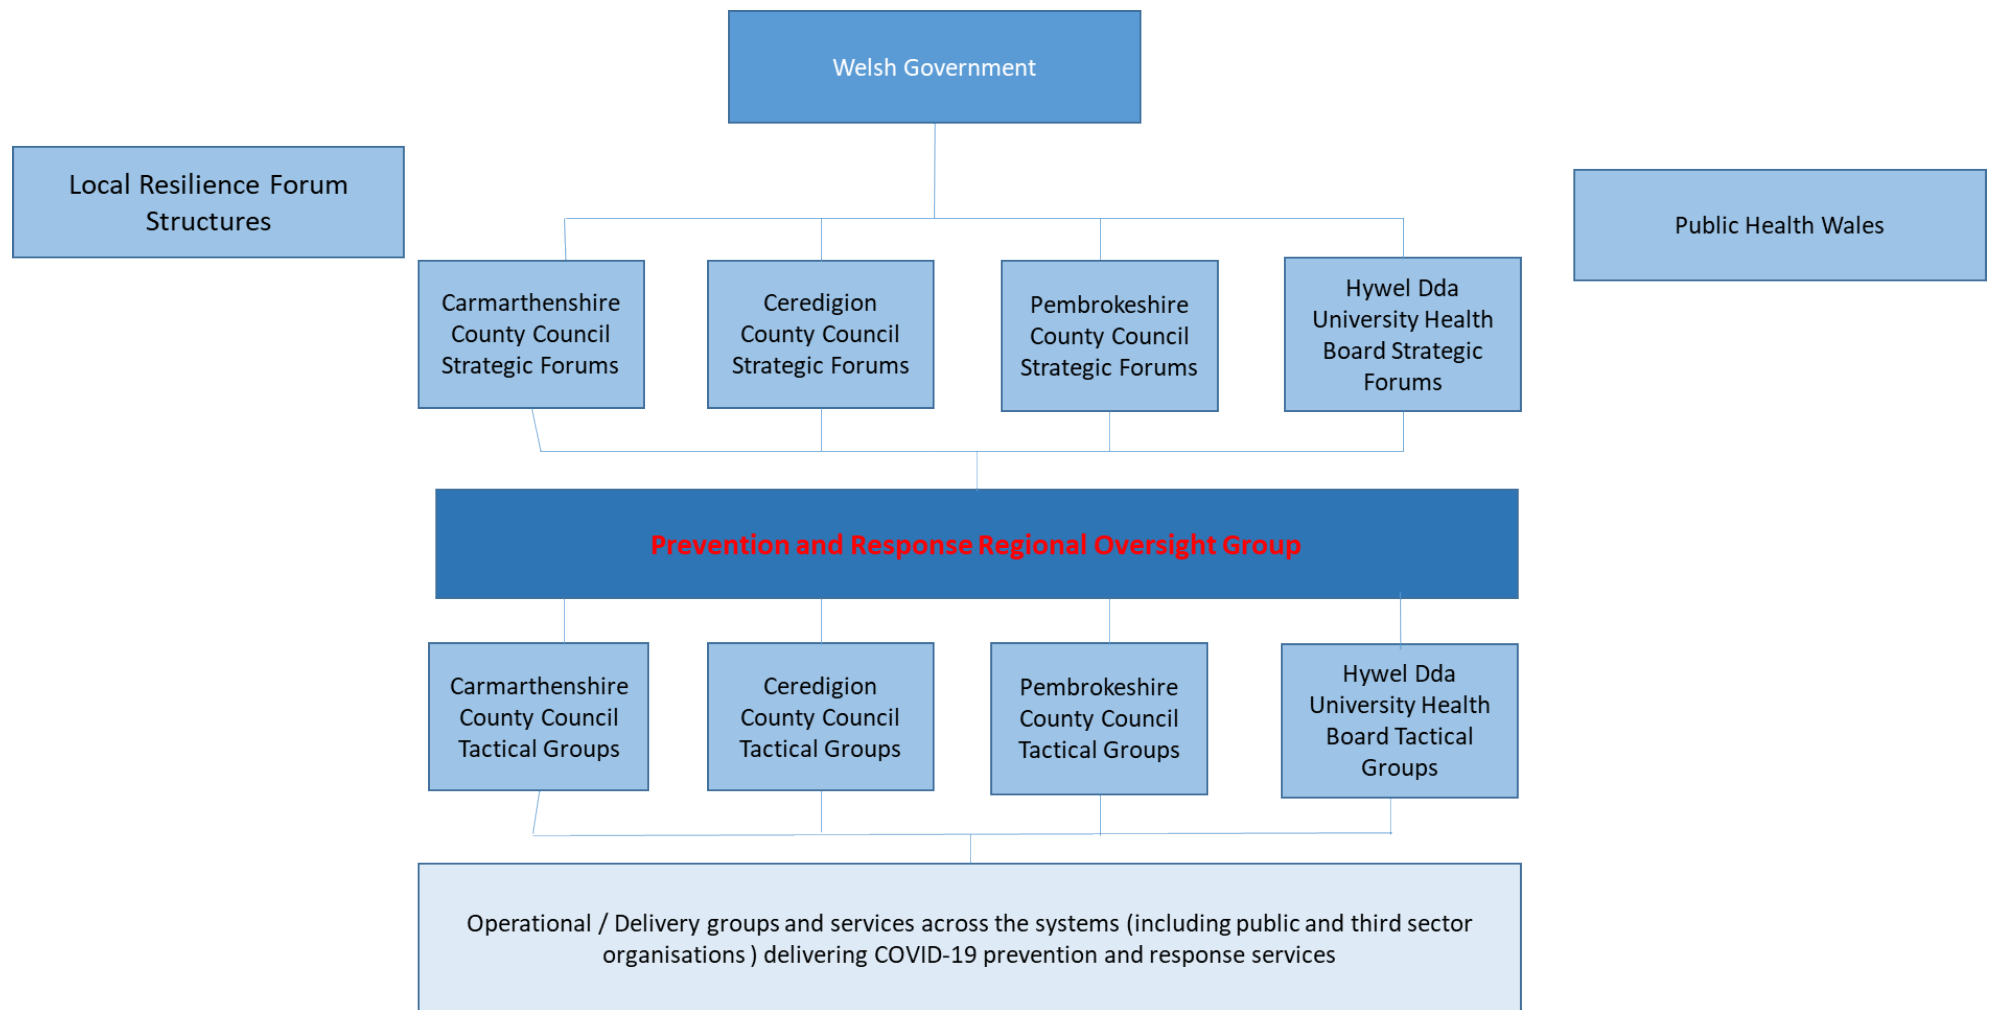 Welsh Government
Local Resilience Forum
Structures
Public Health Wales
Carmarthenshire
County Council
Strategic Forums
Ceredigion
County Council
Strategic Forums
Pembrokeshire
County Council
Strategic Forums
Hywel Dda
University Health
Board Strategic
Forums
Prevention and Response Regional Oversight Group
Carmarthenshire
County Council
Tactical Groups
Ceredigion
County Council
Tactical Groups
Pembrokeshire
County Council
Tactical Groups
Hywel Dda
University Health
Board Tactical
Groups
Operational / Delivery groups and services across the systems (including public and third sector
organisations ) delivering COVID-19 prevention and response services